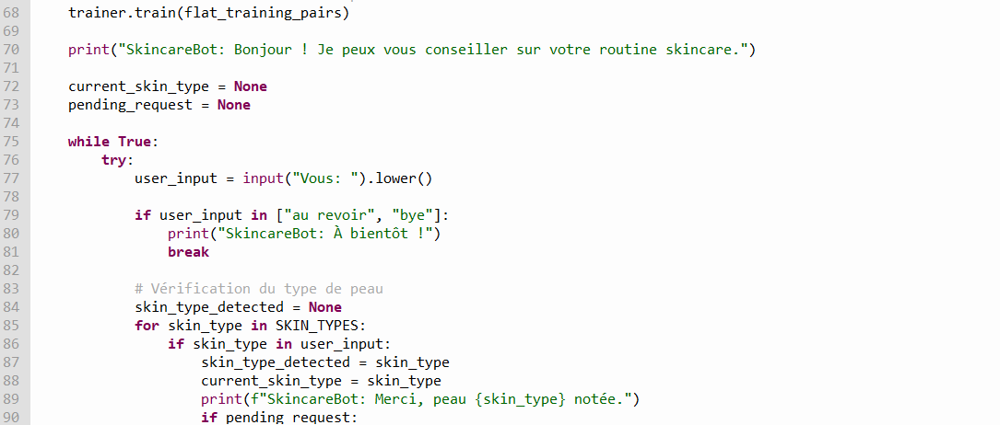 68 trainer.train(flat_training_pairs)
69
70 print("SkincareBot: Bonjour ! Je peux vous conseiller sur votre routine skincare.")
71
72 current_skin_type = None
73 pending_request = None
74
75 while True:
76 try:
77 user_input = input("Vous: ").lower()
78
79 if user_input in ["au revoir", "bye"]:
80 print("SkincareBot: À bientôt !")
81 break
82
83 # Vérification du type de peau
84 skin_type_detected = None
85 for skin_type in SKIN_TYPES:
86 if skin_type in user_input:
87 skin_type_detected = skin_type
88 current_skin_type = skin_type
89 print(f"SkincareBot: Merci, peau {skin_type} notée.")
90 if pending_request: